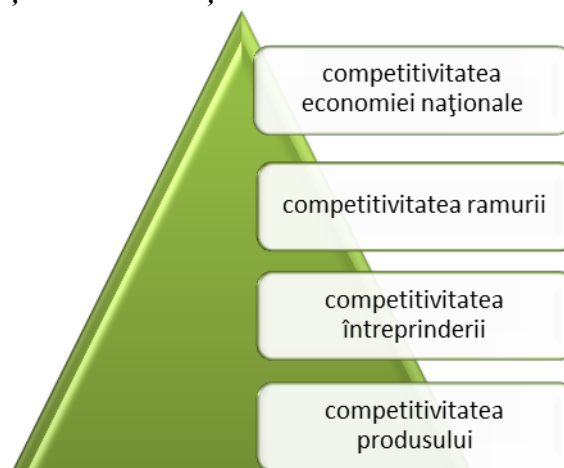 competitivitatea
economiei naţionale
competitivitatea ramurii
competitivitatea
întreprinderii
competitivitatea
produsului